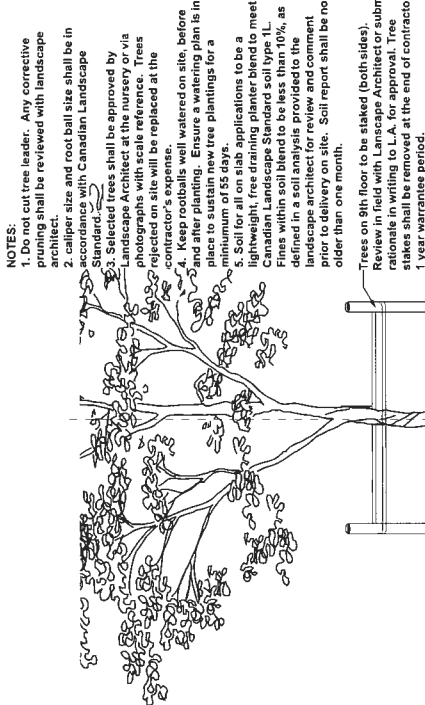 NOTES:
1. Do not cut tree leader.  Any corrective
pruning shall be reviewed with landscape
architect.
2. caliper size and root ball size shall be in
accordance with Canadian Landscape
Standard.
3. Selected trees shall be approved by
Landscape Architect at the nursery or via
photographs with scale reference.  Trees
rejected on site will be replaced at the
contractor's expense.
4.  Keep rootballs well watered on site, before
and after planting.  Ensure a watering plan is in
place to sustain new tree plantings for a
minimum of 55 days.
5. Soil for all on slab applications to be a
lightweight, free draining planter blend to meet
Canadian Landscape Standard soil type 1L.
Fines within soil blend to be less than 10%, as
defined in a soil analysis provided to the
landscape architect for review and comment
prior to delivery on site.  Soil report shall be no
older than one month.
Trees on 9th floor to be staked (both sides).
Review in field with Lanscape Architect or subm
rationale in writing to L.A. for approval. Tree
stakes shall be removed at the end of contracto
1 year warrantee period.